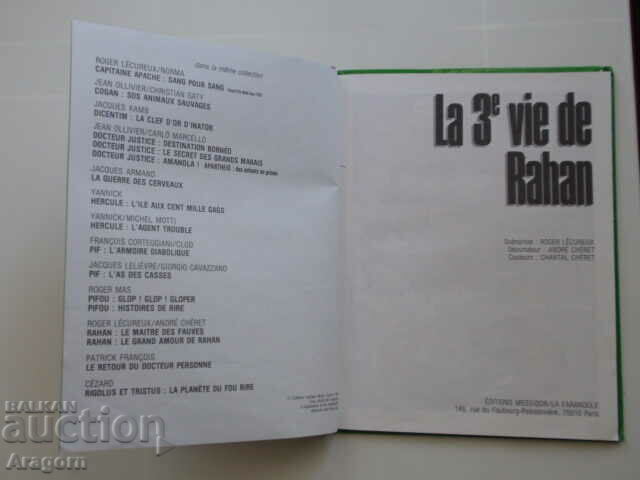 dans la même collection
ROGER LÉCUREUX/NORMA
CAPITAINE APACHE : SANG POUR SANG
JEAN OLLIVIER/CHRISTIAN GATY
COGAN : SOS ANIMAUX SAUVAGES
JACQUES KAMB
DICENTIM : LA CLEF D'OR D'INATOR
JEAN OLLIVIER/CARLO MARCELLO
DOCTEUR JUSTICE : DESTINATION BORNÉO
DOCTEUR JUSTICE : LE SECRET DES GRANDS MARAIS
DOCTEUR JUSTICE : AMANDLA ! APARTHEID : des enfants en prison
JACQUES ARMAND
LA GUERRE DES CERVEAUX
YANNICK
HERCULE : L'ILE AUX CENT MILLE GAGS
YANNICK/MICHEL MOTTI
HERCULE : L'AGENT TROUBLE
FRANÇOIS CORTEGGIANI/CLOD
PIF : L'ARMOIRE DIABOLIQUE
JACQUES LELIÈVRE/GIORGIO CAVAZZANO
PIF : L'AS DES CASSES
ROGER MAS
PIFOU : GLOP ! GLOP ! GLOPER
PIFOU : HISTOIRES DE RIRE
ROGER LÉCUREUX/ANDRÉ CHÉRET
RAHAN : LE MAITRE DES FAUVES
RAHAN : LE GRAND AMOUR DE RAHAN
PATRICK FRANÇOIS
LE RETOUR DU DOCTEUR PERSONNE
CÉZARD
RIGOLUS ET TRISTUS : LA PLANÈTE DU FOU RIRE
La 3e vie de
Rahan
Scénariste : ROGER LÉCUREUX
Dessinateur : ANDRÉ CHÉRET
Couleurs : CHANTAL CHÉRET
ÉDITIONS MESSIDOR/LA FARANDOLE
146, rue du Faubourg-Poissonnière, 75010 Paris
BALKAN
auction
Aragorn